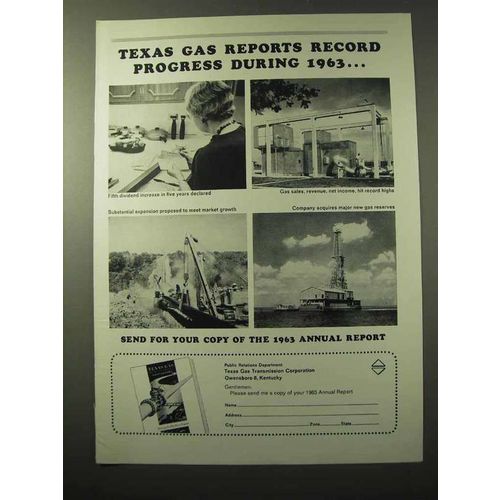 TEXAS GAS REPORTS RECORD
PROGRESS DURING 1963...
Fifth dividend increase in five years declared
Gas sales, revenue, net income, hit record highs
Substantial expansion proposed to meet market growth
Company acquires major new gas reserves
SEND FOR YOUR COPY OF THE 1963 ANNUAL REPORT
TEXAS GAS
Public Relations Department
Texas Gas Transmission Corporation
Owensboro 8, Kentucky
Gentlemen:
Please send me a copy of your 1963 Annual Report
Name
Address
City Zone State